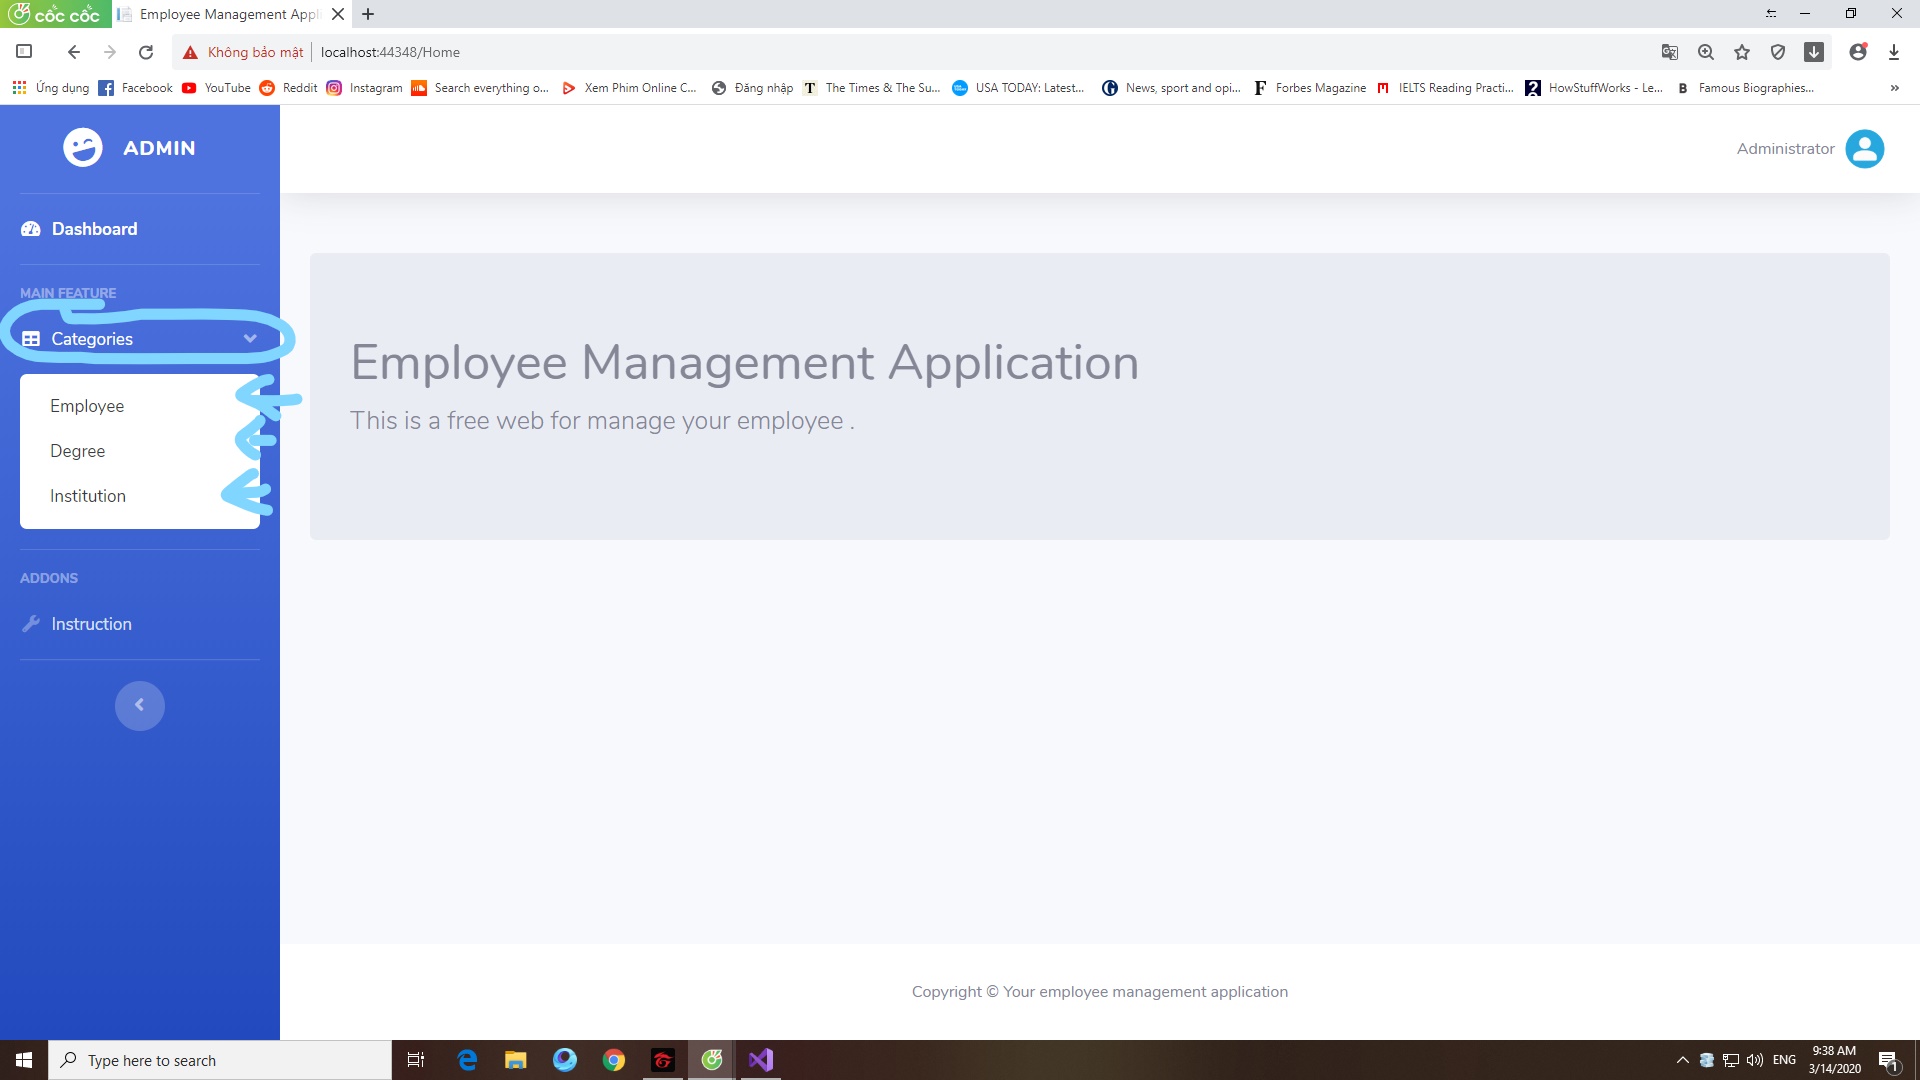 cốc cốc
Employee Management Appl
Không bảo mật
localhost:44348/Home
Ứng dụng
Facebook
YouTube
Reddit
Instagram
Search everything o...
Xem Phim Online C...
Đăng nhập
The Times & The Su...
USA TODAY: Latest...
News, sport and opi...
Forbes Magazine
IELTS Reading Practi...
HowStuffWorks - Le...
Famous Biographies...
ADMIN
Administrator
Dashboard
MAIN FEATURE
Categories
Employee
Degree
Institution
ADDONS
Instruction
Employee Management Application
This is a free web for manage your employee .
Copyright © Your employee management application
Type here to search
ENG
9:38 AM
3/14/2020
1